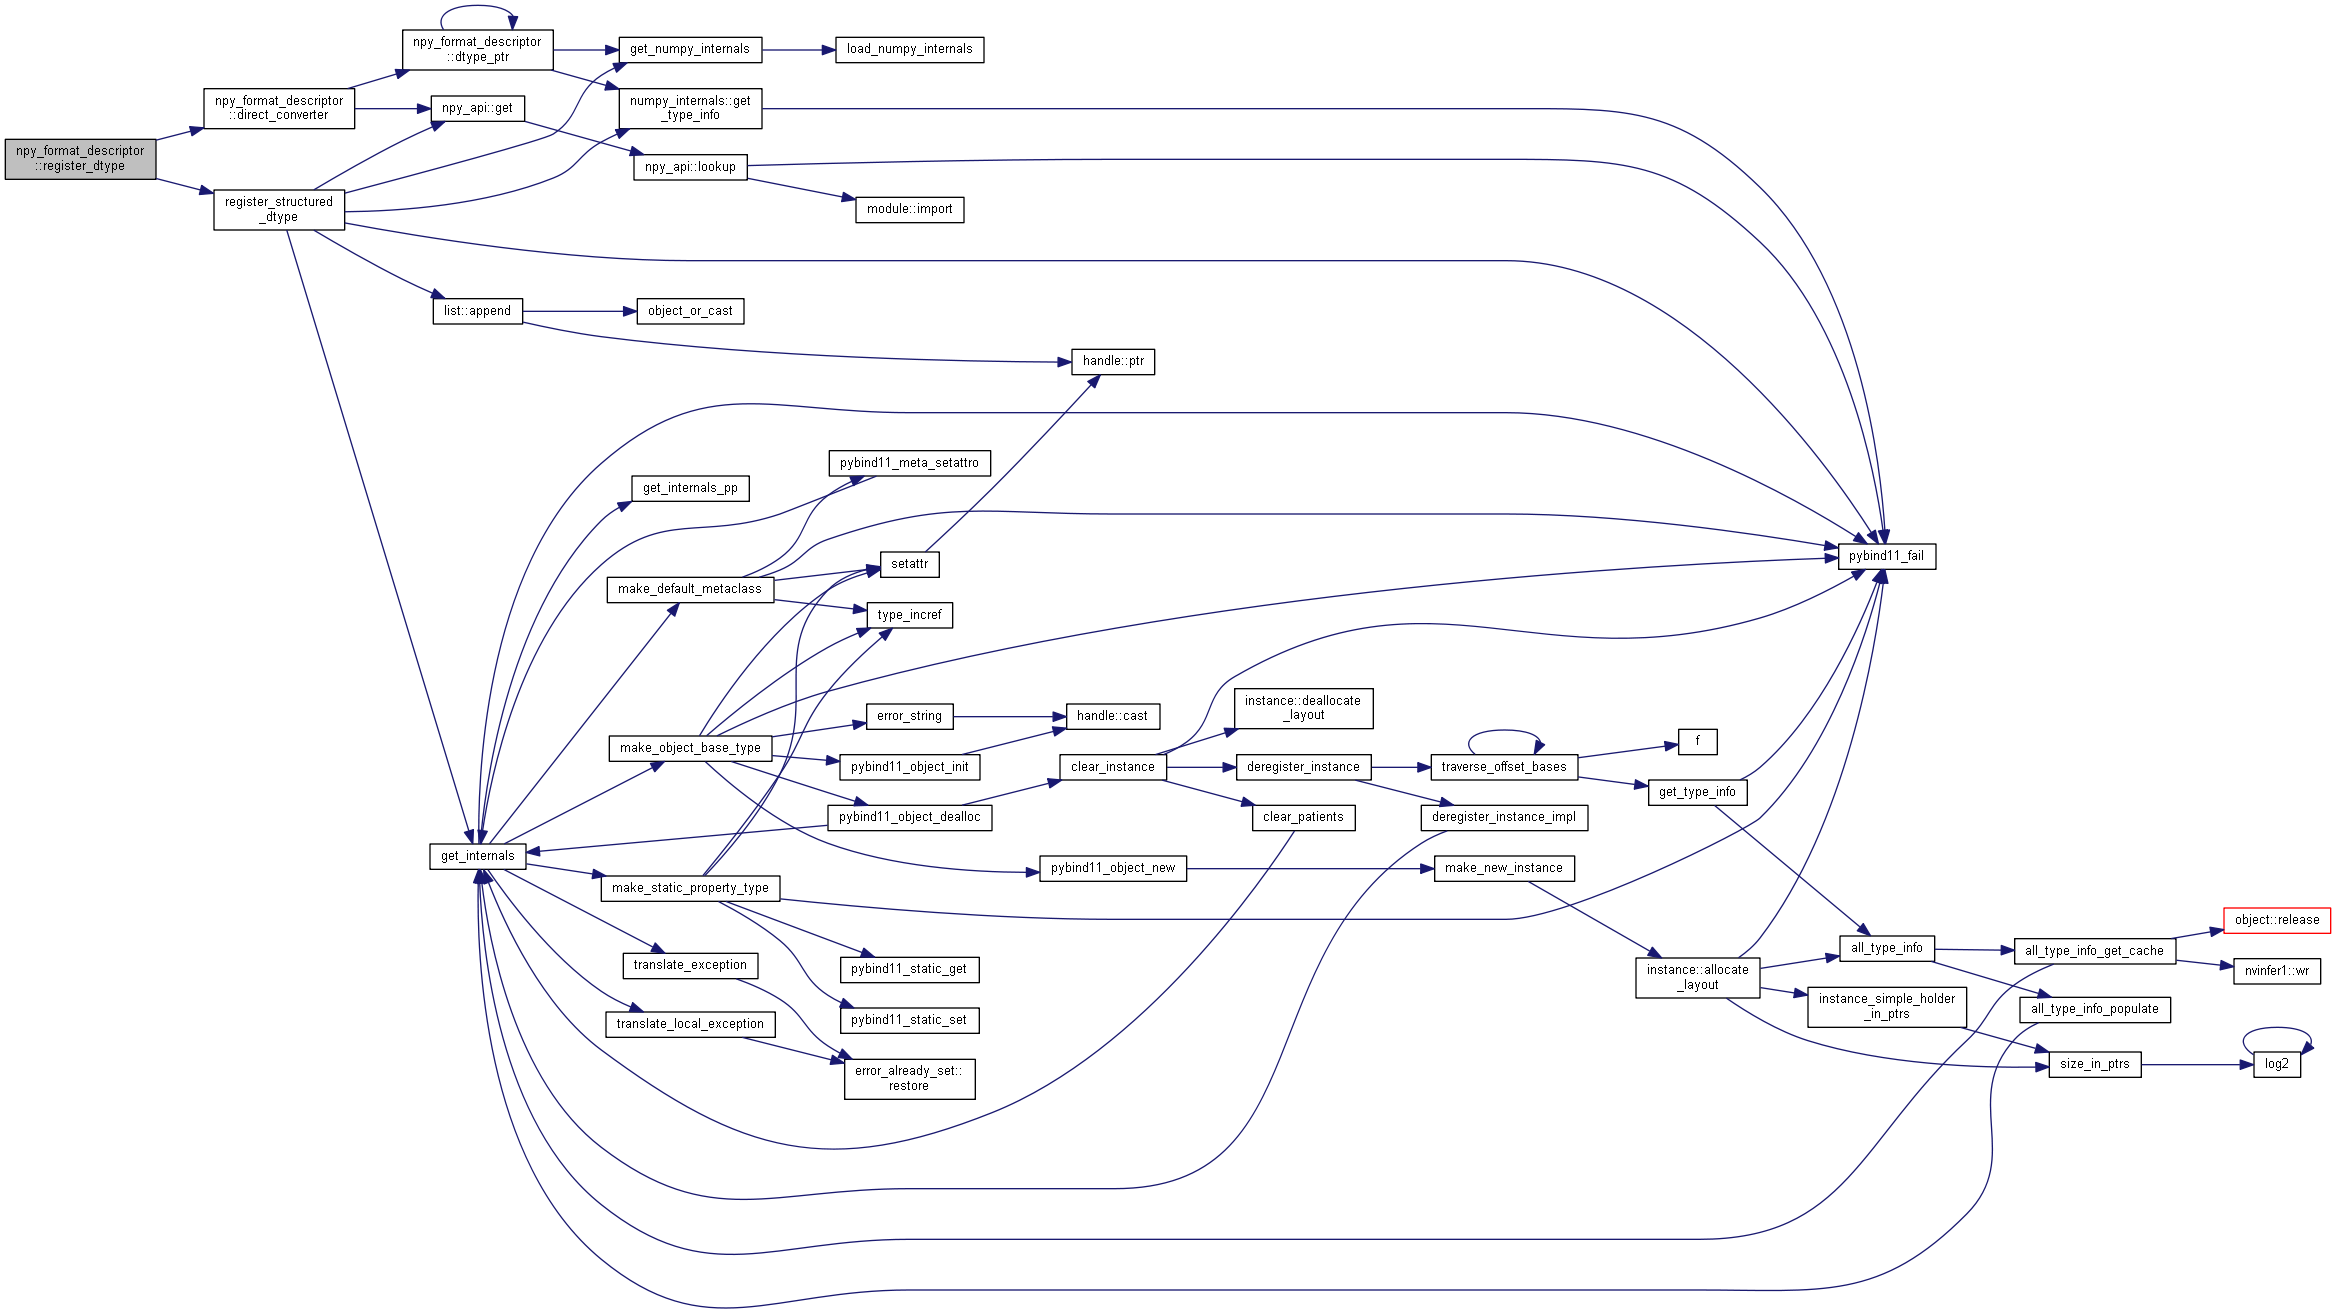 npy_format_descriptor
::register_dtype
npy_format_descriptor
::direct_converter
register_structured
_dtype
npy_format_descriptor
::dtype_ptr
npy_api::get
list::append
get_internals
get_numpy_internals
numpy_internals::get
_type_info
npy_api::lookup
object_or_cast
get_internals_pp
make_default_metaclass
make_object_base_type
make_static_property_type
translate_exception
translate_local_exception
load_numpy_internals
module::import
pybind11_meta_setattro
setattr
type_incref
error_string
pybind11_object_init
pybind11_object_dealloc
pybind11_static_get
pybind11_static_set
error_already_set::
restore
handle::ptr
handle::cast
clear_instance
pybind11_object_new
instance::deallocate
_layout
deregister_instance
clear_patients
traverse_offset_bases
deregister_instance_impl
make_new_instance
f
get_type_info
instance::allocate
_layout
pybind11_fail
all_type_info
instance_simple_holder
_in_ptrs
all_type_info_get_cache
all_type_info_populate
size_in_ptrs
object::release
nvinfer1::wr
log2